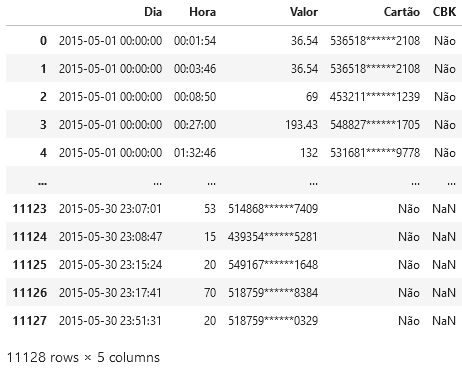 Dia Hora Valor Cartão CBK
0 2015-05-01 00:00:00 00:01:54 36.54 536518******2108 Não
1 2015-05-01 00:00:00 00:03:46 36.54 536518******2108 Não
2 2015-05-01 00:00:00 00:08:50 69 453211******1239 Não
3 2015-05-01 00:00:00 00:27:00 193.43 548827******1705 Não
4 2015-05-01 00:00:00 01:32:46 132 531681******9778 Não
... ... ... ... ... ...
11123 2015-05-30 23:07:01 53 514868******7409 Não NaN
11124 2015-05-30 23:08:47 15 439354******5281 Não NaN
11125 2015-05-30 23:15:24 20 549167******1648 Não NaN
11126 2015-05-30 23:17:41 70 518759******8384 Não NaN
11127 2015-05-30 23:51:31 20 518759******0329 Não NaN
11128 rows × 5 columns